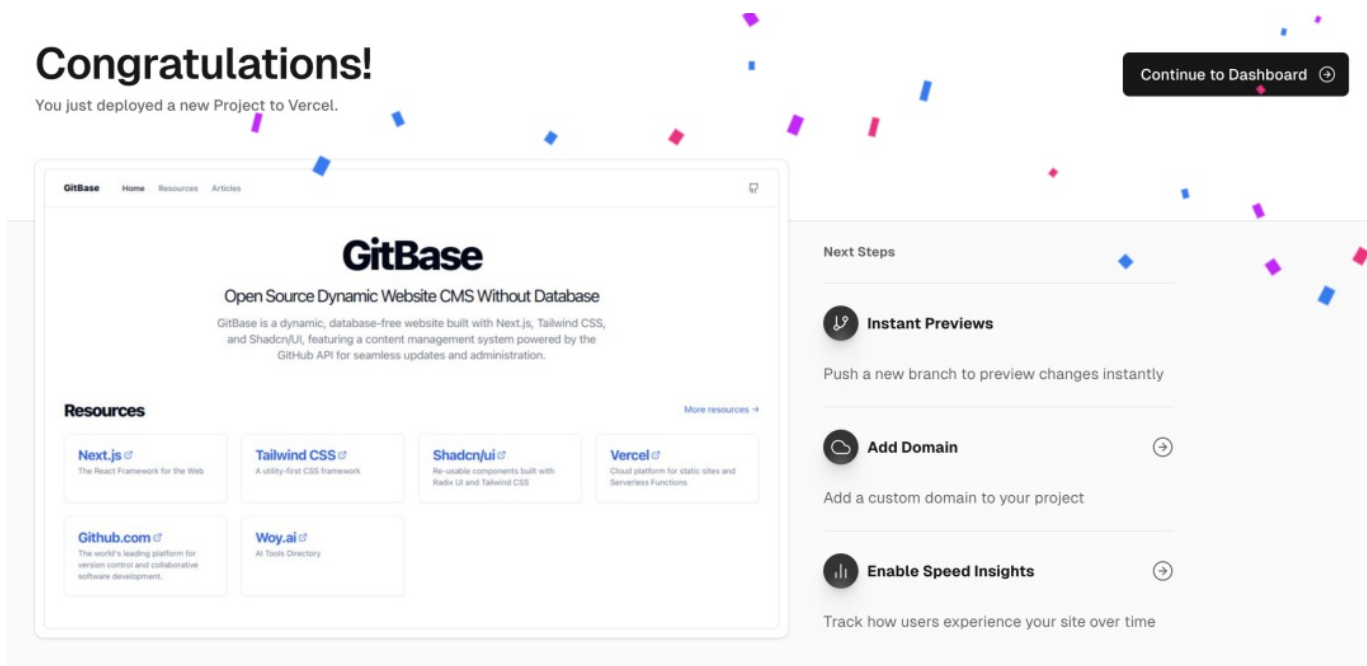 Congratulations!
Continue to Dashboard
You just deployed a new Project to Vercel.
GitBase Home Resources Articles
GitBase
Open Source Dynamic Website CMS Without Database
GitBase is a dynamic, database-free website built with Next.js, Tailwind CSS,
and Shadcn/UI, featuring a content management system powered by the
GitHub API for seamless updates and administration.
Resources
More resources →
Next.js
The React Framework for the Web
Tailwind CSS
A utility-first CSS framework
Shadcn/ui
Re-usable components built with
Radix UI and Tailwind CSS
Vercel
Cloud platform for static sites and
Serverless Functions
Github.com
The world's leading platform for
version control and collaborative
software development.
Woy.ai
AI Tools Directory
Next Steps
Instant Previews
Push a new branch to preview changes instantly
Add Domain
Add a custom domain to your project
Enable Speed Insights
Track how users experience your site over time